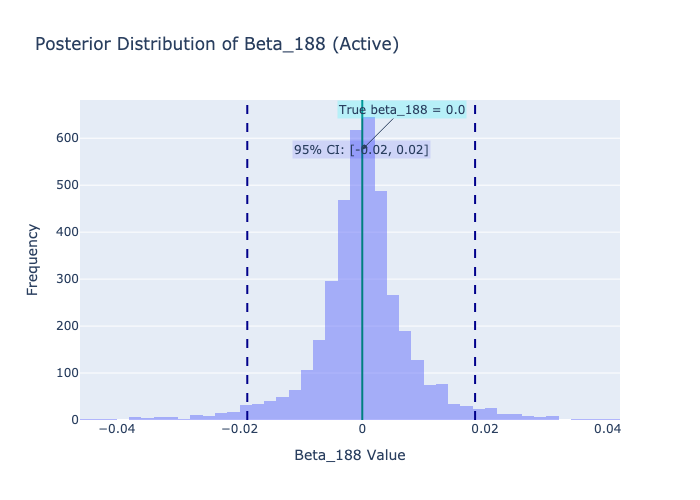 Posterior Distribution of Beta_188 (Active)
True beta_188 = 0.0
95% CI: [-0.02, 0.02]
600
500
400
300
200
100
0
Frequency
−0.04
−0.02
0
0.02
0.04
Beta_188 Value